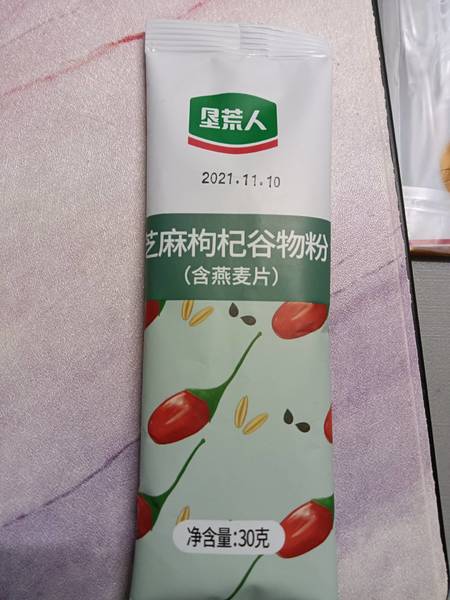 垦荒人
2021.11.10
芝麻枸杞谷物粉
(含燕麦片)
净含量:30克